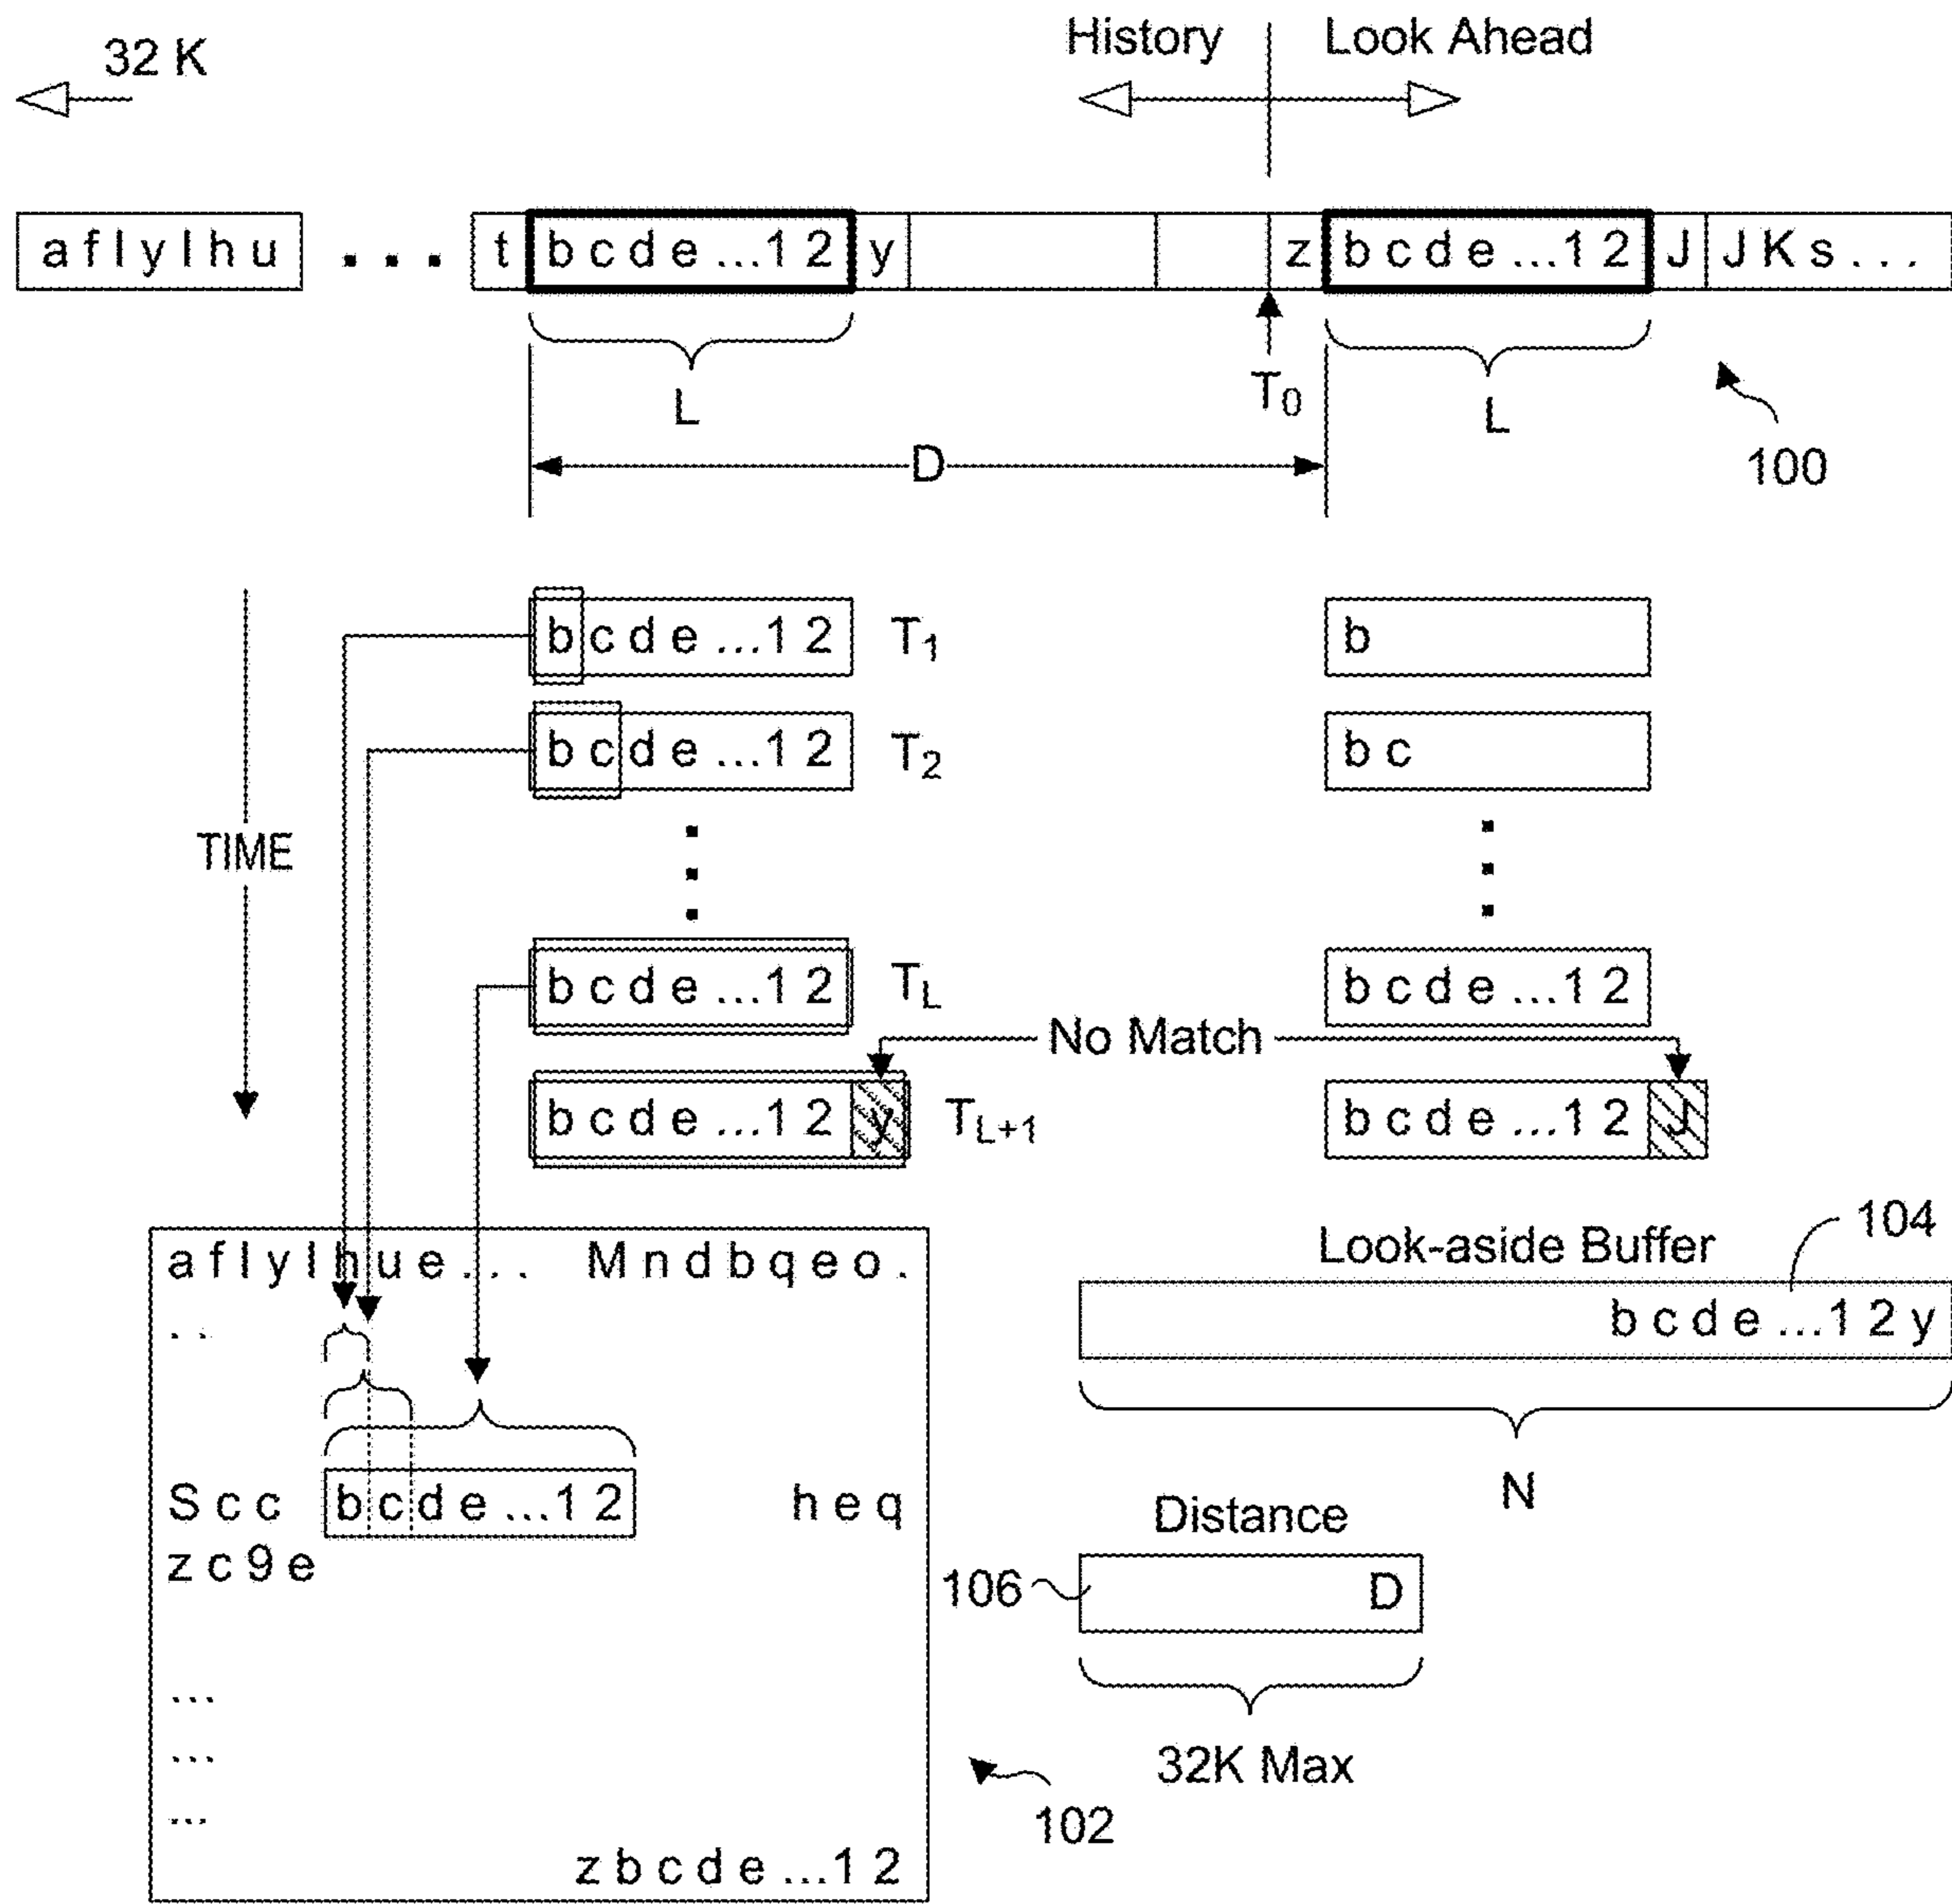 32 K
History
Look Ahead
a f l y l h u . . . t b c d e ...1 2 y z b c d e ...1 2 J J K s . . .
L
T0
L
D
100
b c d e ...1 2 T1 b
b c d e ...1 2 T2 b c
TIME
b c d e ...1 2 TL b c d e ...1 2
No Match
b c d e ...1 2 y TL+1 b c d e ...1 2 J
a f l y l h u e . . . M n d b q e o .
. .
S c c b c d e ...1 2 h e q
z c 9 e
...
...
...
z b c d e ...1 2
102
Look-aside Buffer
104
b c d e ...1 2 y
N
Distance
106
D
32K Max